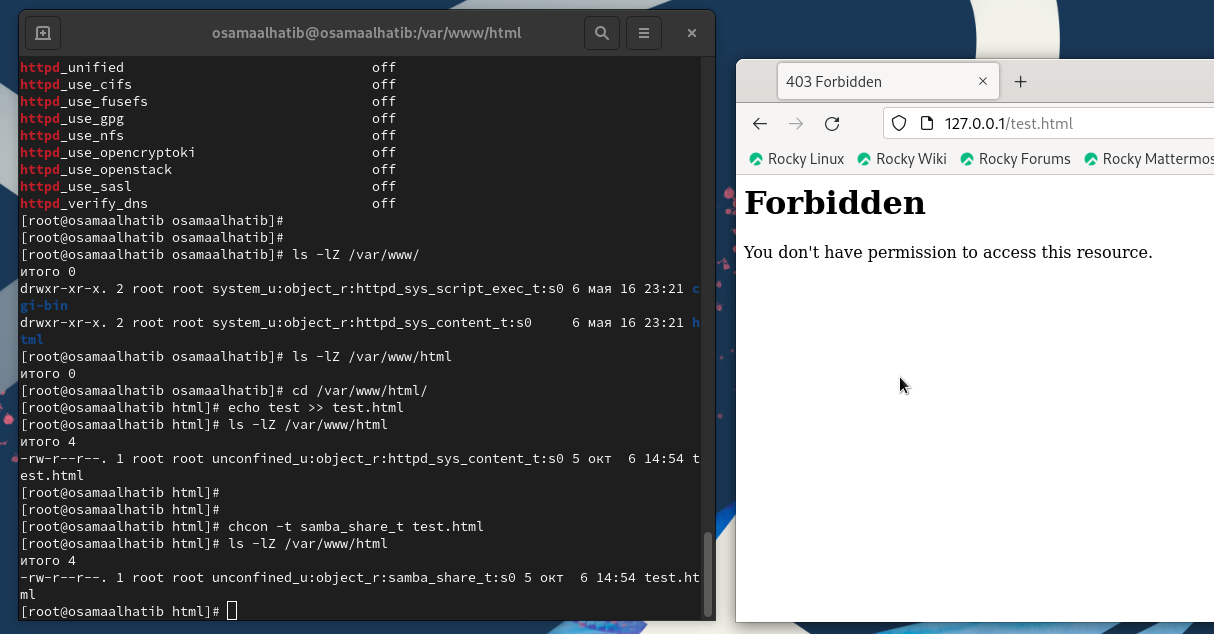 osamaalhatib@osamaalhatib:/var/www/html
httpd_unified                               off
httpd_use_cifs                              off
httpd_use_fusefs                            off
httpd_use_gpg                               off
httpd_use_nfs                               off
httpd_use_opencryptoki                      off
httpd_use_openstack                         off
httpd_use_sasl                              off
httpd_verify_dns                            off
[root@osamaalhatib osamaalhatib]#
[root@osamaalhatib osamaalhatib]#
[root@osamaalhatib osamaalhatib]# ls -lZ /var/www/
итого 0
drwxr-xr-x. 2 root root system_u:object_r:httpd_sys_script_exec_t:s0 6 мая 16 23:21 c
gi-bin
drwxr-xr-x. 2 root root system_u:object_r:httpd_sys_content_t:s0     6 мая 16 23:21 h
tml
[root@osamaalhatib osamaalhatib]# ls -lZ /var/www/html
итого 0
[root@osamaalhatib osamaalhatib]# cd /var/www/html/
[root@osamaalhatib html]# echo test >> test.html
[root@osamaalhatib html]# ls -lZ /var/www/html
итого 4
-rw-r--r--. 1 root root unconfined_u:object_r:httpd_sys_content_t:s0 5 окт  6 14:54 t
est.html
[root@osamaalhatib html]#
[root@osamaalhatib html]#
[root@osamaalhatib html]# chcon -t samba_share_t test.html
[root@osamaalhatib html]# ls -lZ /var/www/html
итого 4
-rw-r--r--. 1 root root unconfined_u:object_r:samba_share_t:s0 5 окт  6 14:54 test.ht
ml
[root@osamaalhatib html]#
403 Forbidden
127.0.0.1/test.html
Rocky Linux Rocky Wiki Rocky Forums Rocky Mattermos
Forbidden
You don't have permission to access this resource.